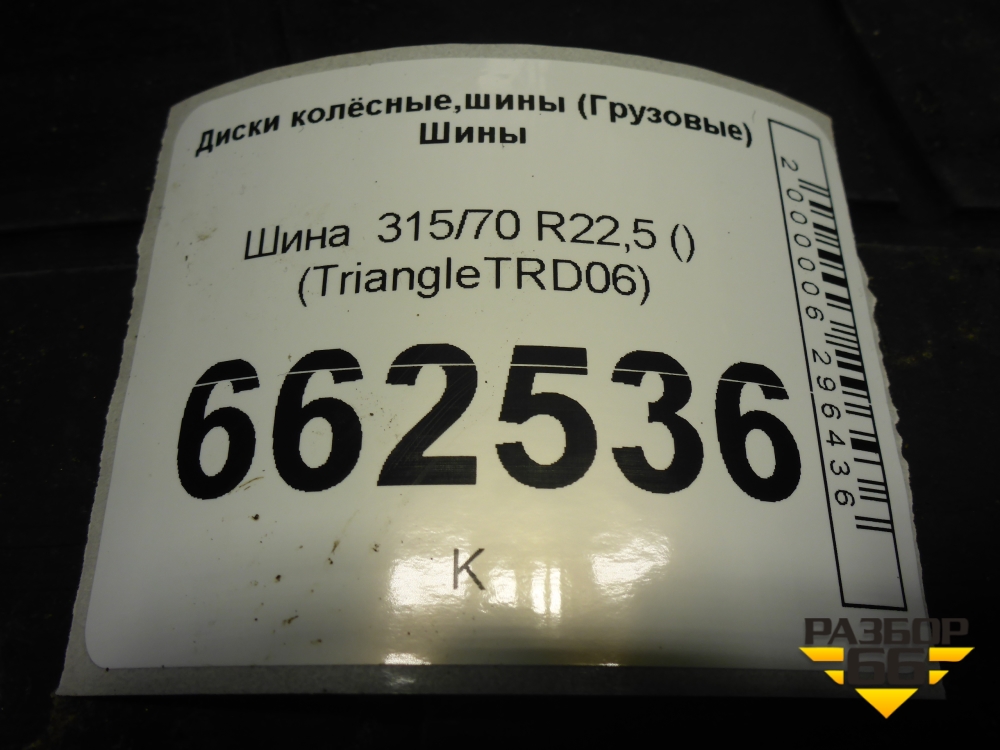 Диски колёсные,шины (Грузовые)
Шины
Шина 315/70 R22,5 ()
(TriangleTRD06)
662536
К
2000006296436
РАЗБОР
66